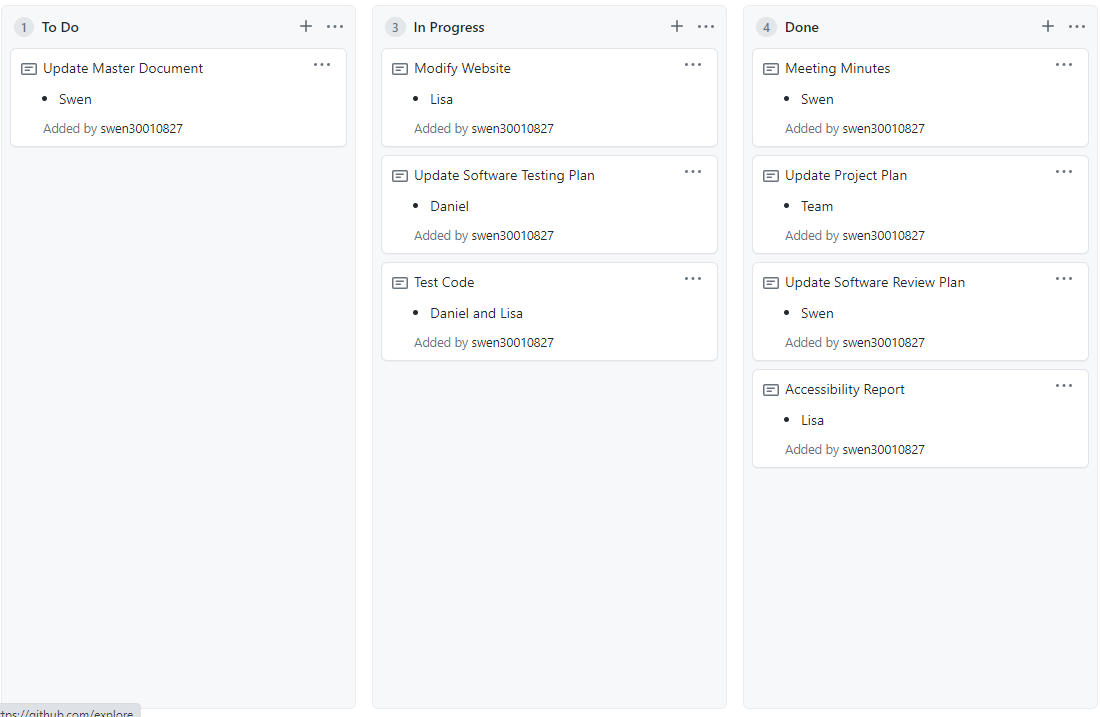 1 To Do
Update Master Document
Swen
Added by swen30010827
3 In Progress
Modify Website
Lisa
Added by swen30010827
Update Software Testing Plan
Daniel
Added by swen30010827
Test Code
Daniel and Lisa
Added by swen30010827
4 Done
Meeting Minutes
Swen
Added by swen30010827
Update Project Plan
Team
Added by swen30010827
Update Software Review Plan
Swen
Added by swen30010827
Accessibility Report
Lisa
Added by swen30010827
ttps://github.com/explore